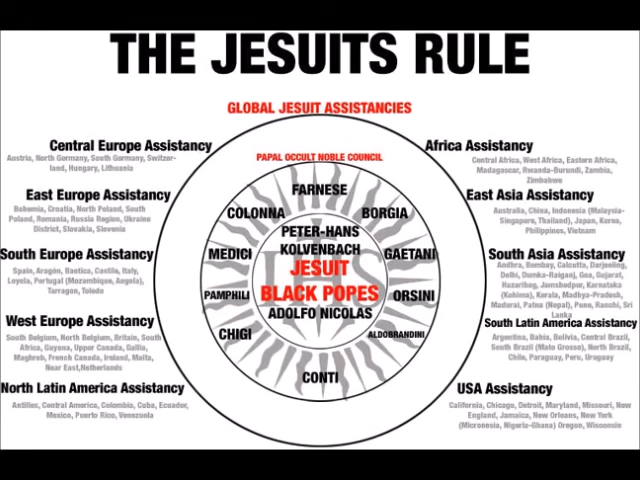 THE JESUITS RULE
GLOBAL JESUIT ASSISTANCIES
Central Europe Assistancy
Austria, North Germany, South Germany, Switzer-
land, Hungary, Lithuania
East Europe Assistancy
Bohemia, Croatia, North Poland, South
Poland, Romania, Russia Region, Ukraine
District, Slovakia, Slovenia
South Europe Assistancy
Spain, Aragón, Baetica, Castile, Italy,
Loyola, Portugal (Mozambique, Angola),
Tarragon, Toledo
West Europe Assistancy
South Belgium, North Belgium, Britain, South
Africa, Guyana, Upper Canada, Gallia,
Maghreb, French Canada, Ireland, Malta,
Near East,Netherlands
North Latin America Assistancy
Antilles, Central America, Colombia, Cuba, Ecuador,
Mexico, Puerto Rico, Venezuela
PAPAL OCCULT NOBLE COUNCIL
FARNESE
COLONNA
BORGIA
MEDICI
GAETANI
PAMPHILI
ORSINI
CHIGI
ALDOBRANDINI
CONTI
PETER-HANS
KOLVENBACH
JESUIT
BLACK POPES
ADOLFO NICOLAS
IHS
Africa Assistancy
Central Africa, West Africa, Eastern Africa,
Madagascar, Rwanda-Burundi, Zambia,
Zimbabwe
East Asia Assistancy
Australia, China, Indonesia (Malaysia-
Singapore, Thailand), Japan, Korea,
Philippines, Vietnam
South Asia Assistancy
Andhra, Bombay, Calcutta, Darjeeling,
Delhi, Dumka-Raiganj, Goa, Gujarat,
Hazaribag, Jamshedpur, Karnataka
(Kohima), Kerala, Madhya-Pradesh,
Madurai, Patna (Nepal), Pune, Ranchi, Sri
Lanka
South Latin America Assistancy
Argentina, Bahia, Bolivia, Central Brazil,
South Brazil (Mato Grosso), North Brazil,
Chile, Paraguay, Peru, Uruguay
USA Assistancy
California, Chicago, Detroit, Maryland, Missouri, New
England, Jamaica, New Orleans, New York
(Micronesia, Nigeria-Ghana) Oregon, Wisconsin